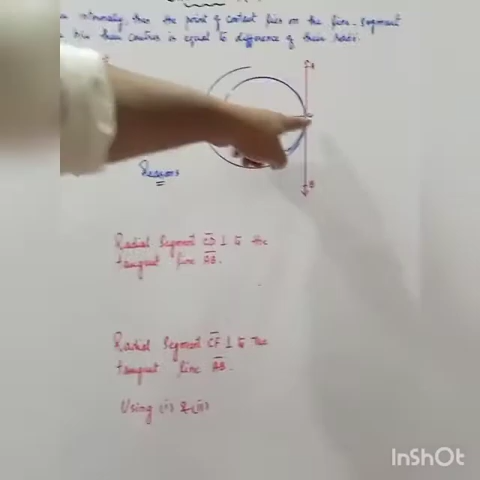 internally, then the point of contact lies on the line segment
their centres is equal to difference of their radii.
A
C
B
Reasons
Radial Segment CD ⊥ to the
tangent line AB.
Radial Segment CF ⊥ to The
tangent line AB.
Using (i) & (ii)
InShOt